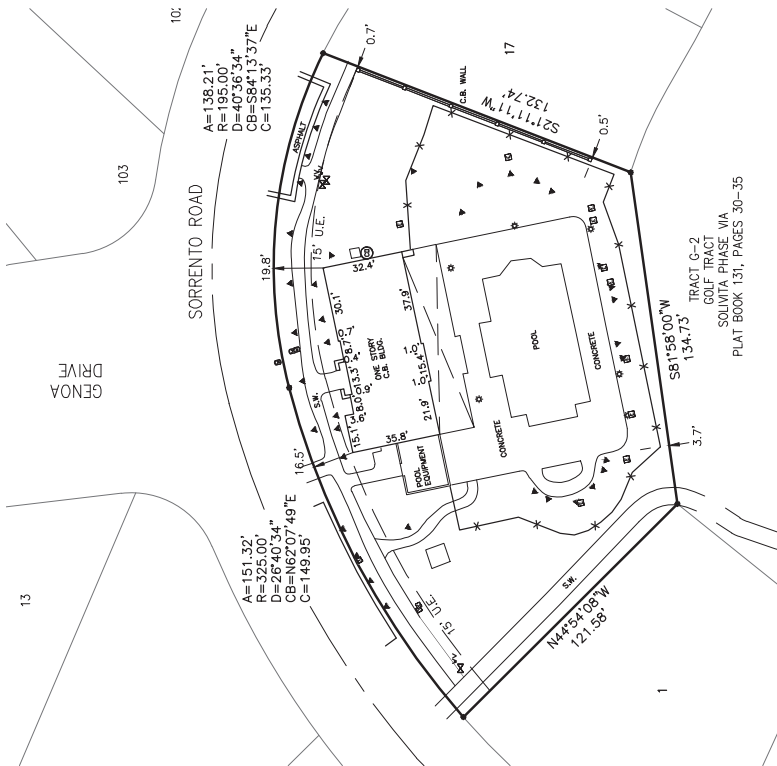 102
103
17
13
1
A=138.21'
R=195.00'
D=40°36'34"
CB=S84°13'37"E
C=135.33'
0.7'
C.B. WALL
S21°11'11"W
132.74'
0.5'
ASPHALT
SORRENTO ROAD
GENOA
DRIVE
19.8'
15' U.E.
32.4'
30.1'
37.9'
ONE STORY
C.B. BLDG.
0.7'
8.7'
0.4'
13.3'
0.9'
8.0'
15.1'
1.0'
15.4'
1.0'
21.9'
35.8'
16.5'
S.W.
POOL
CONCRETE
CONCRETE
POOL
EQUIPMENT
TRACT G-2
GOLF TRACT
SOLIVITA PHASE VIA
PLAT BOOK 131, PAGES 30-35
S81°58'00"W
134.73'
3.7'
A=151.32'
R=325.00'
D=26°40'34"
CB=N62°07'49"E
C=149.95'
15' U.E.
S.W.
N44°54'08"W
121.58'